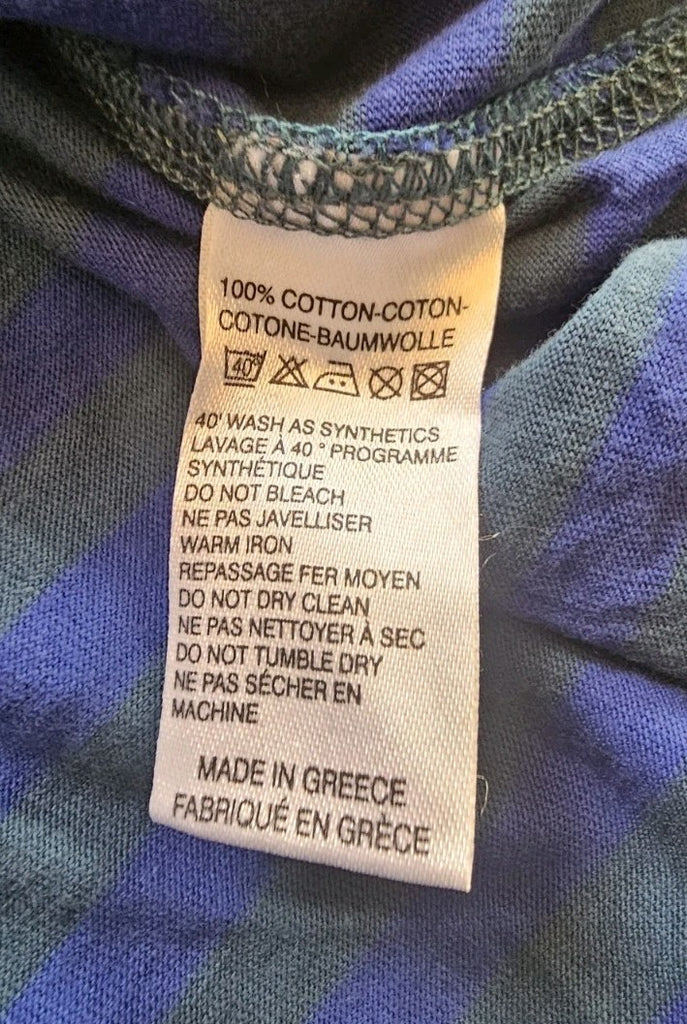 100% COTTON-COTON-
COTONE-BAUMWOLLE
40°
40' WASH AS SYNTHETICS
LAVAGE À 40 ° PROGRAMME
SYNTHÉTIQUE
DO NOT BLEACH
NE PAS JAVELLISER
WARM IRON
REPASSAGE FER MOYEN
DO NOT DRY CLEAN
NE PAS NETTOYER À SEC
DO NOT TUMBLE DRY
NE PAS SÉCHER EN
MACHINE
MADE IN GREECE
FABRIQUÉ EN GRÈCE